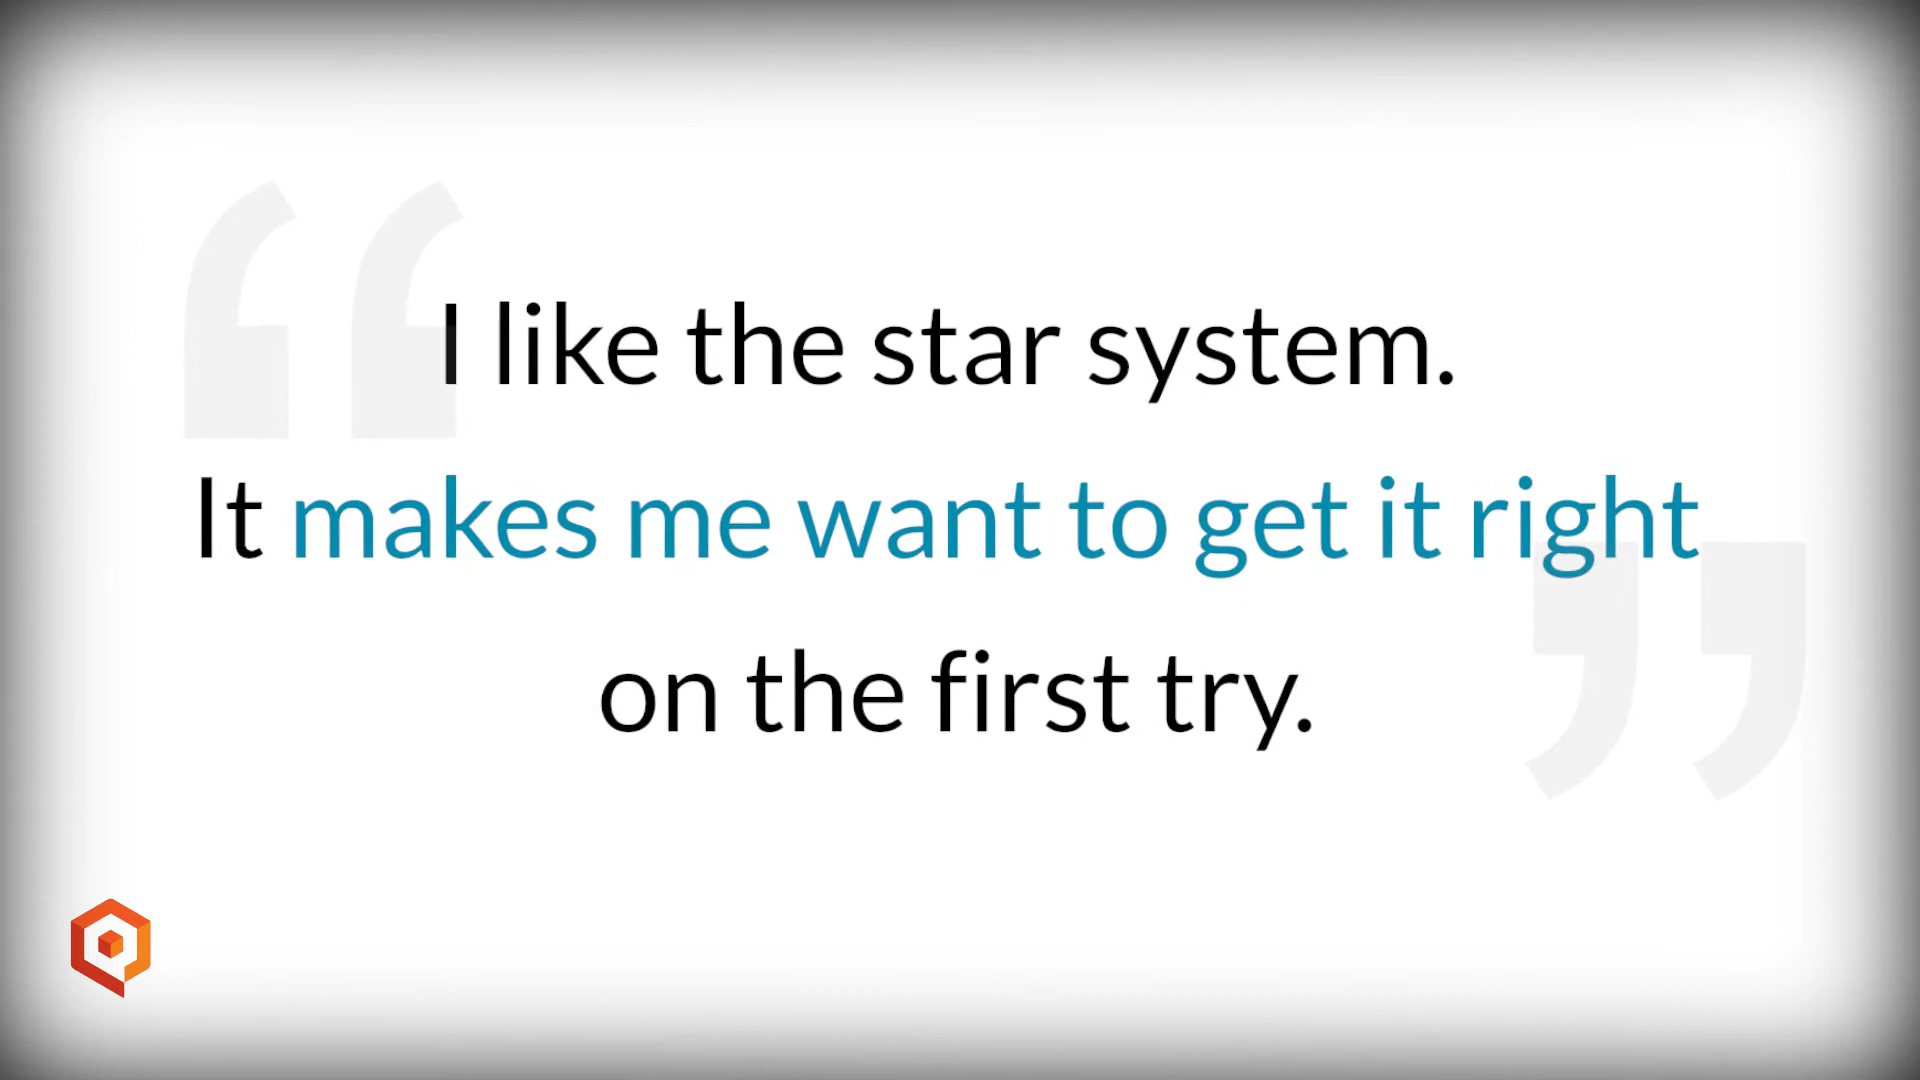 I like the star system.
It makes me want to get it right
on the first try.